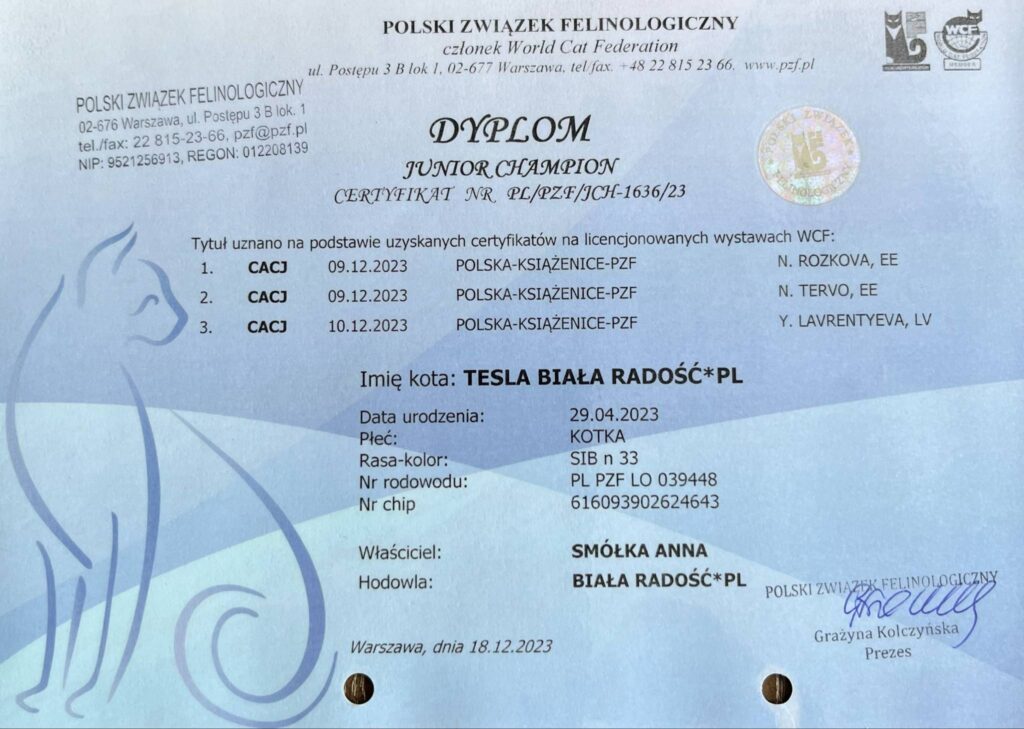 POLSKI ZWIĄZEK FELINOLOGICZNY
członek World Cat Federation
ul. Postępu 3 B lok 1, 02-677 Warszawa, tel/fax. +48 22 815 23 66, www.pzf.pl
WCF
POLSKI ZWIĄZEK FELINOLOGICZNY
02-676 Warszawa, ul. Postępu 3 B lok. 1
tel./fax: 22 815-23-66, pzf@pzf.pl
NIP: 9521256913, REGON: 012208139
DYPLOM
JUNIOR CHAMPION
CERTYFIKAT NR PL/PZF/JCH-1636/23
POLSKI ZWIĄZEK FELINOLOGICZNY
Tytuł uznano na podstawie uzyskanych certyfikatów na licencjonowanych wystawach WCF:
1. CACJ 09.12.2023 POLSKA-KSIĄŻENICE-PZF N. ROZKOVA, EE
2. CACJ 09.12.2023 POLSKA-KSIĄŻENICE-PZF N. TERVO, EE
3. CACJ 10.12.2023 POLSKA-KSIĄŻENICE-PZF Y. LAVRENTYEVA, LV
Imię kota: TESLA BIAŁA RADOŚĆ*PL
Data urodzenia: 29.04.2023
Płeć: KOTKA
Rasa-kolor: SIB n 33
Nr rodowodu: PL PZF LO 039448
Nr chip 616093902624643
Właściciel: SMÓŁKA ANNA
Hodowla: BIAŁA RADOŚĆ*PL
POLSKI ZWIĄZEK FELINOLOGICZNY
Grażyna Kolczyńska
Prezes
Warszawa, dnia 18.12.2023